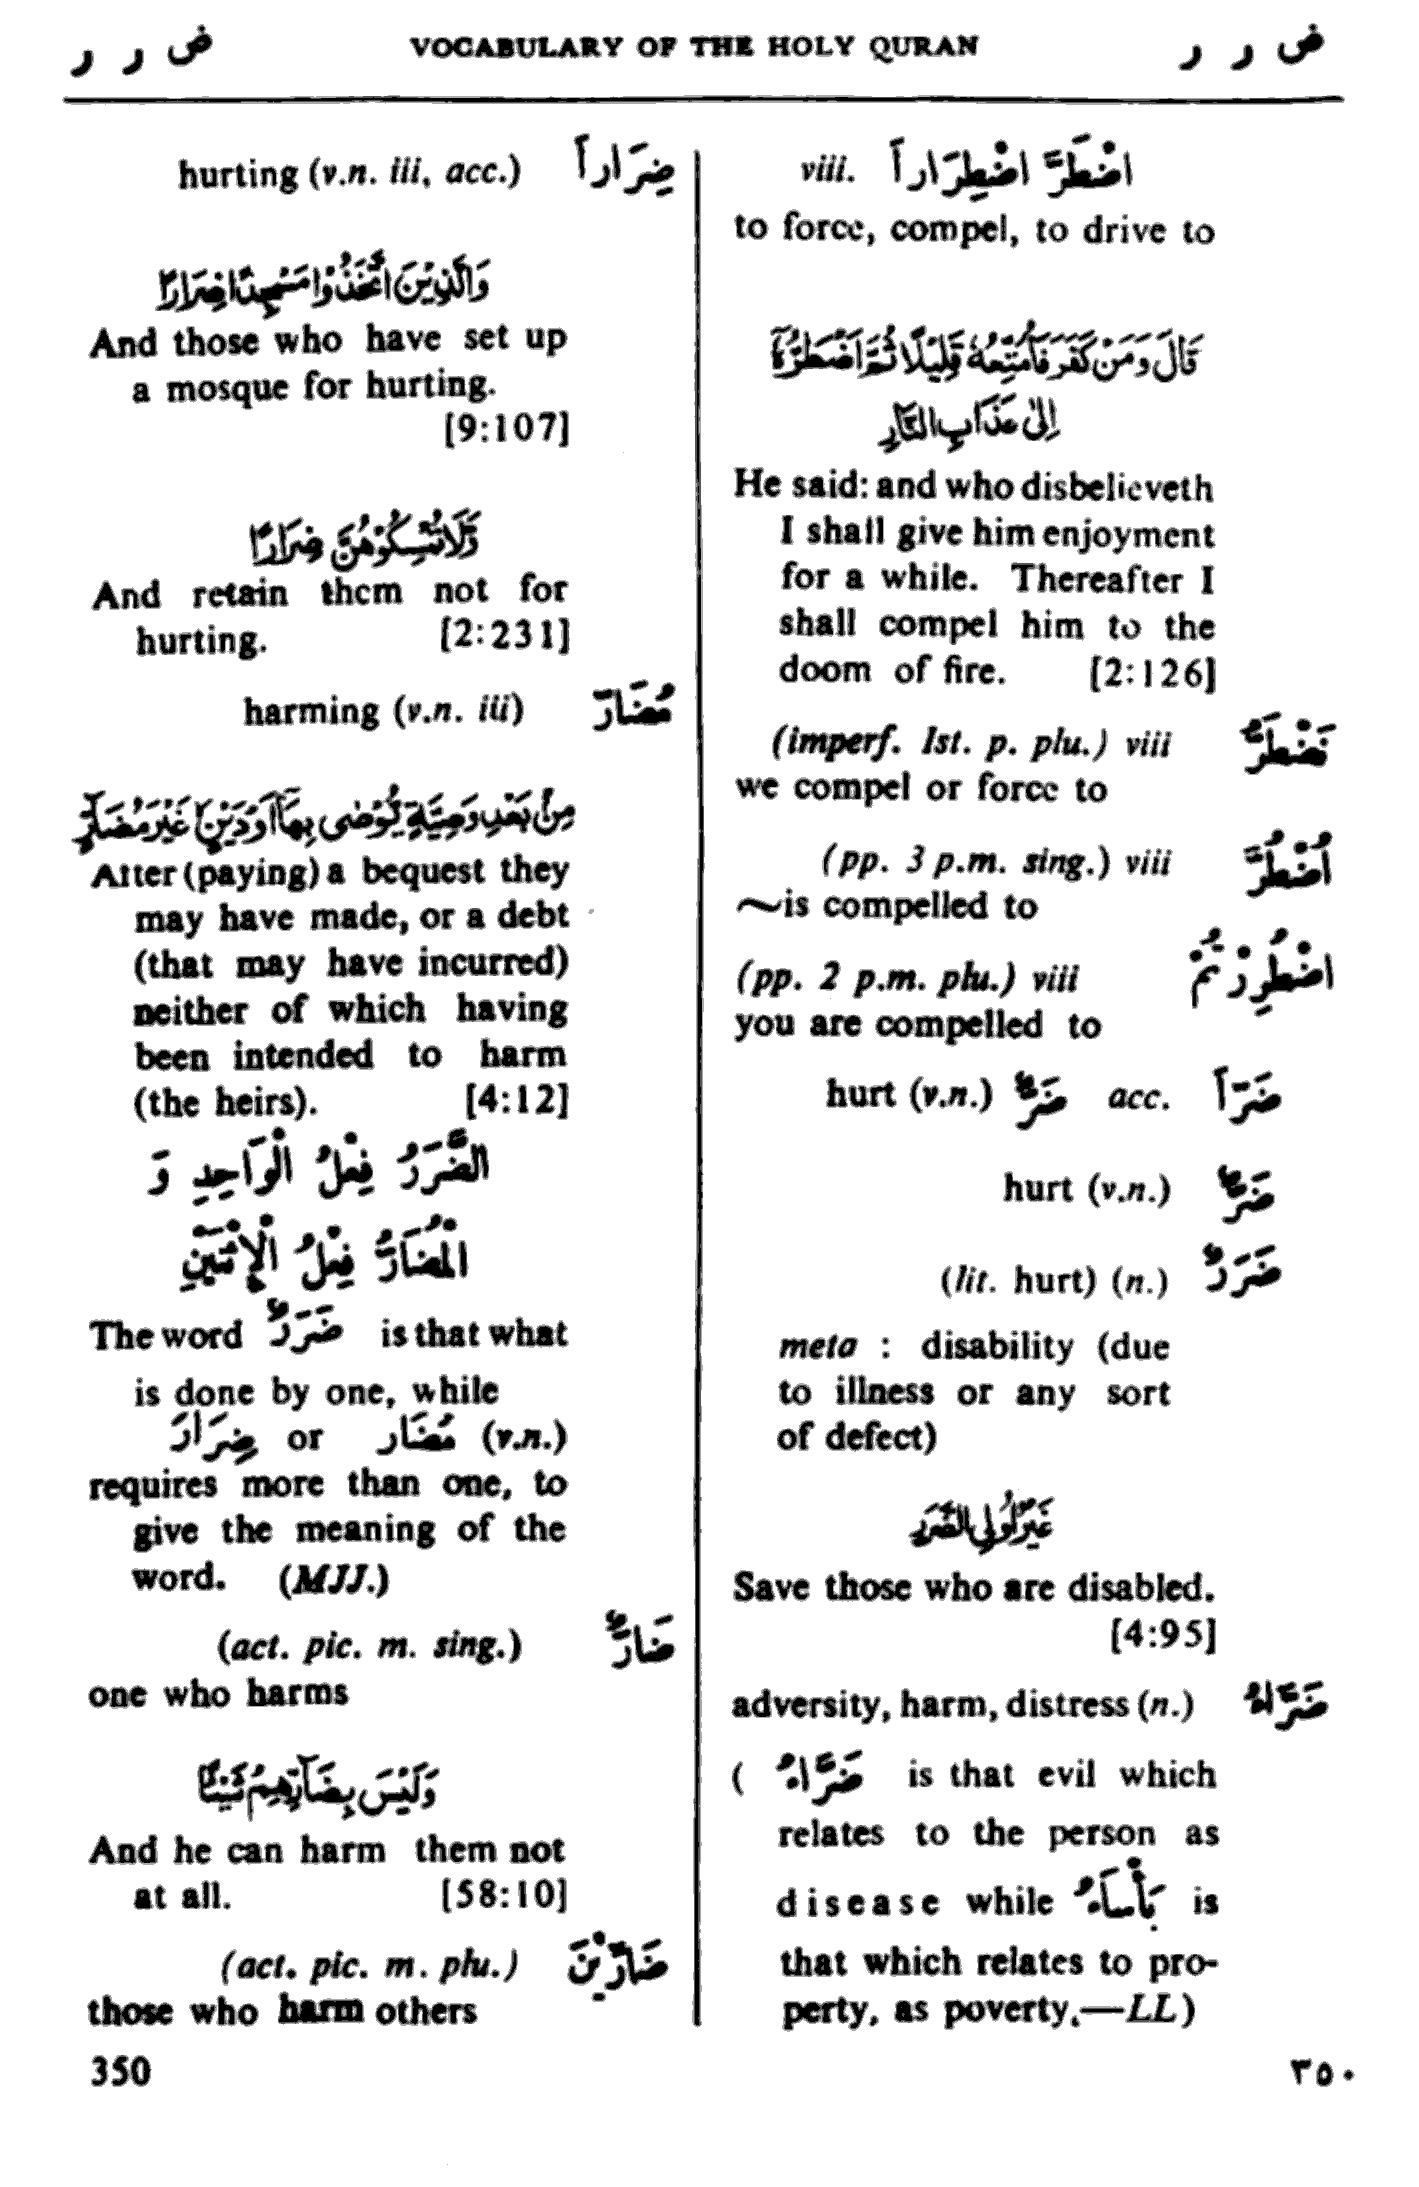 ض ر ر VOCABULARY OF THE HOLY QURAN ض ر ر
viii. اضْطَرَّ اضْطِرَاراً
to force, compel, to drive to
قَالَ وَمَنْ كَفَرَ فَأُمَتِّعُهٗ قَلِيْلًا ثُمَّ اَضْطَرُّهٗٓ
اِلٰى عَذَابِ النَّارِ
He said: and who disbelieveth
I shall give him enjoyment
for a while. Thereafter I
shall compel him to the
doom of fire. [2:126]
(imperf. Ist. p. plu.) viii نَضْطَرُّ
we compel or force to
(pp. 3 p.m. sing.) viii اُضْطُرَّ
~is compelled to
(pp. 2 p.m. plu.) viii اضْطُرِرْتُمْ
you are compelled to
hurt (v.n.) ضَرٌّ acc. ضَرّاً
hurt (v.n.) ضَرٌّ
(lit. hurt) (n.) ضَرَرٌ
meta : disability (due
to illness or any sort
of defect)
غَيْرُ اُولِى الضَّرَرِ
Save those who are disabled.
[4:95]
adversity, harm, distress (n.) ضَرَّاءُ
( ضَرَّاءُ is that evil which
relates to the person as
disease while بَأْسَاءُ is
that which relates to pro-
perty, as poverty.—LL)
hurting (v.n. iii, acc.) ضِرَاراً
وَالَّذِيْنَ اتَّخَذُوْا مَسْجِدًا ضِرَارًا
And those who have set up
a mosque for hurting.
[9:107]
وَّلَا تُمْسِكُوْهُنَّ ضِرَارًا
And retain them not for
hurting. [2:231]
harming (v.n. iii) مُضَارّ
مِنْۢ بَعْدِ وَصِيَّةٍ يُّوْصٰى بِهَآ اَوْ دَيْنٍ غَيْرَ مُضَآرٍّ
After (paying) a bequest they
may have made, or a debt
(that may have incurred)
neither of which having
been intended to harm
(the heirs). [4:12]
الضَّرَرُ فِعْلُ الْوَاحِدِ وَ
الْمُضَارُّ فِعْلُ الْإِثْنَيْنِ
The word ضَرَرٌ is that what
is done by one, while
ضِرَارَ or مُضَار (v.n.)
requires more than one, to
give the meaning of the
word. (MJJ.)
(act. pic. m. sing.) ضَارٌّ
one who harms
وَلَيْسَ بِضَآرِّهِمْ شَيْئًا
And he can harm them not
at all. [58:10]
(act. pic. m. plu.) ضَارِّيْنَ
those who harm others
350 ٣٥٠